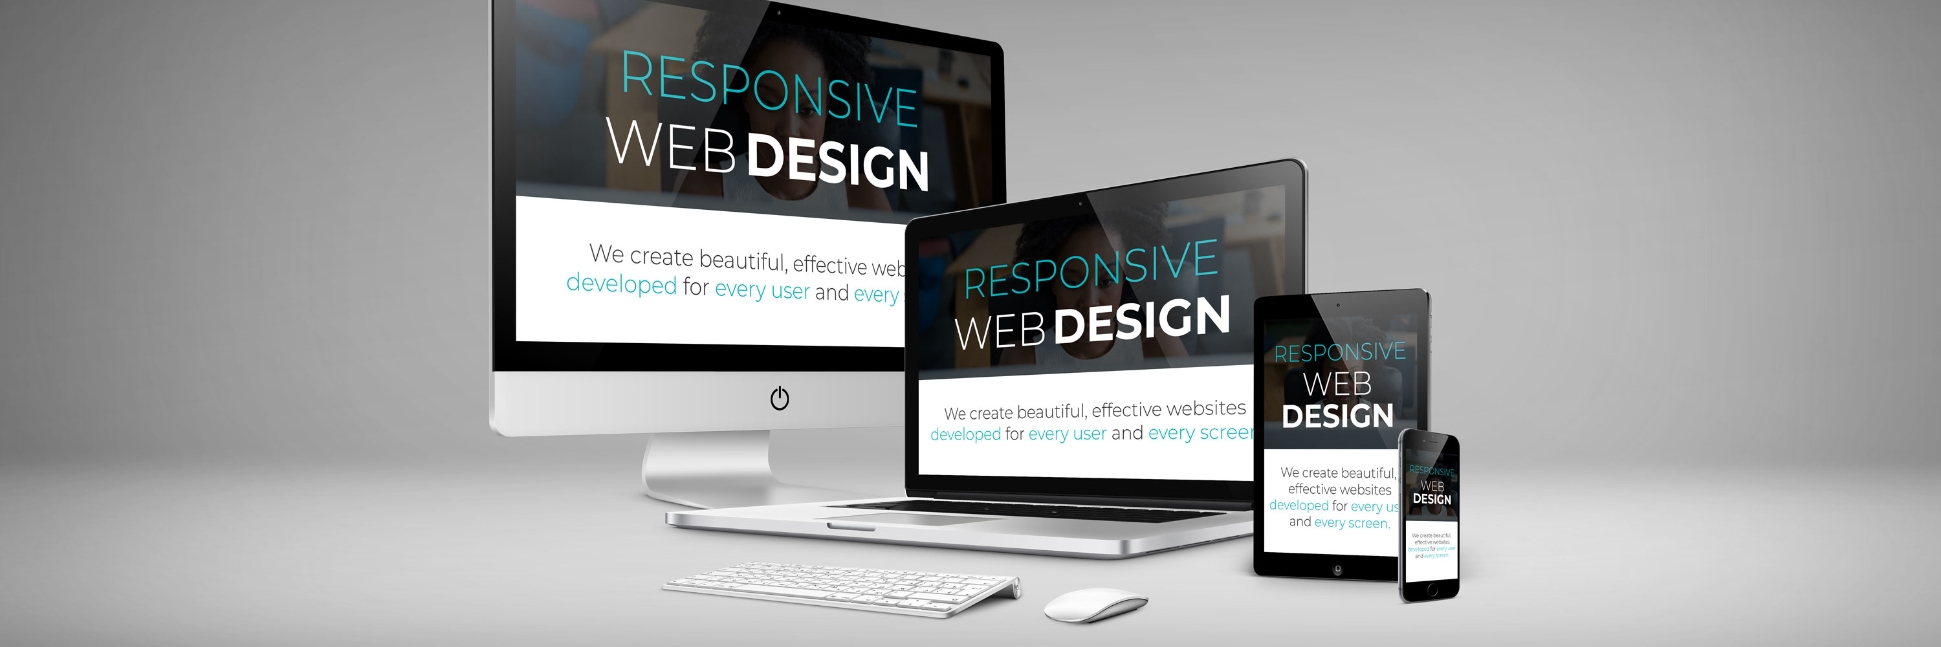 RESPONSIVE
WEB DESIGN
We create beautiful, effective web
developed for every user and every
RESPONSIVE
WEB DESIGN
We create beautiful, effective websites
developed for every user and every screen
RESPONSIVE
WEB
DESIGN
We create beautiful,
effective websites
developed for every us
and every screen.
RESPONSIVE
WEB
DESIGN
We create beautiful,
effective websites
developed for every user
and every screen.